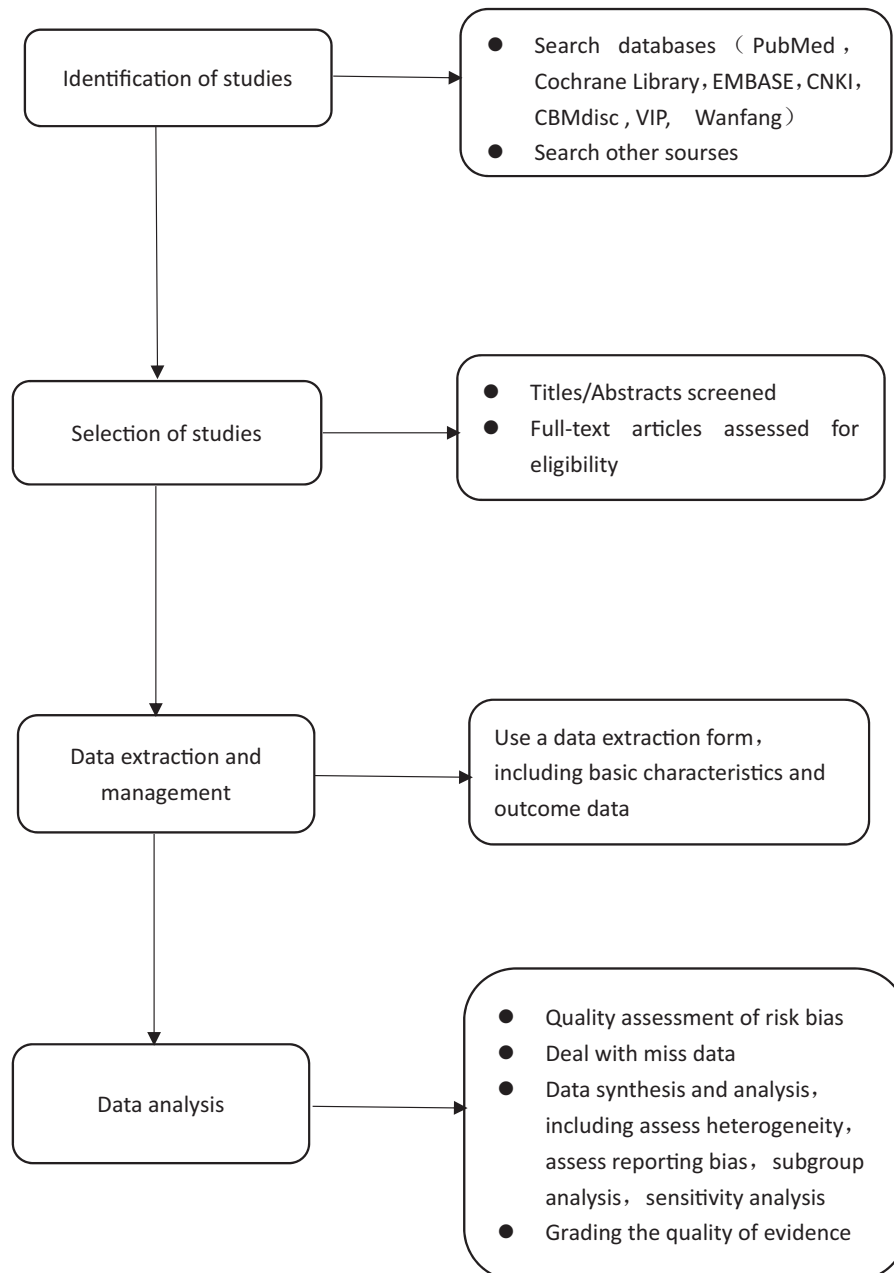 Identification of studies
● Search databases （ PubMed ，
Cochrane Library，EMBASE，CNKI，
CBMdisc , VIP, Wanfang）
● Search other sourses
Selection of studies
● Titles/Abstracts screened
● Full-text articles assessed for
eligibility
Data extraction and
management
Use a data extraction form，
including basic characteristics and
outcome data
Data analysis
● Quality assessment of risk bias
● Deal with miss data
● Data synthesis and analysis，
including assess heterogeneity，
assess reporting bias， subgroup
analysis， sensitivity analysis
● Grading the quality of evidence